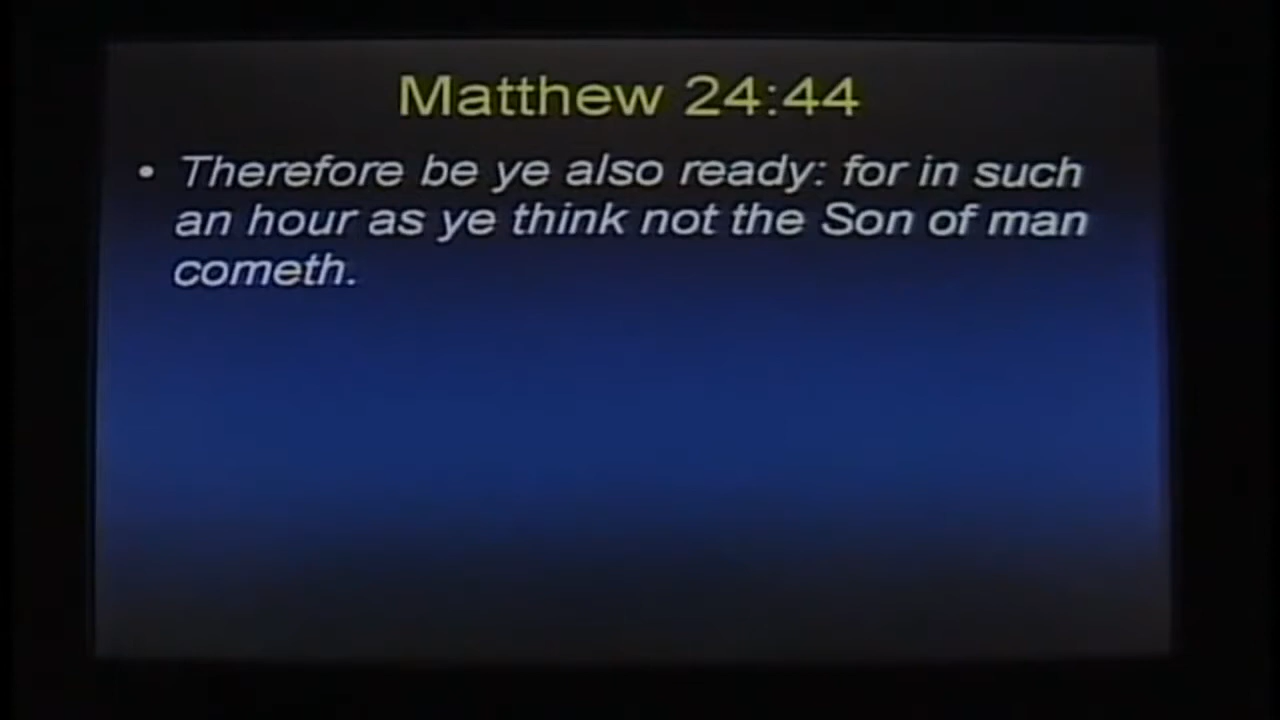 Matthew 24:44
• Therefore be ye also ready: for in such
an hour as ye think not the Son of man
cometh.